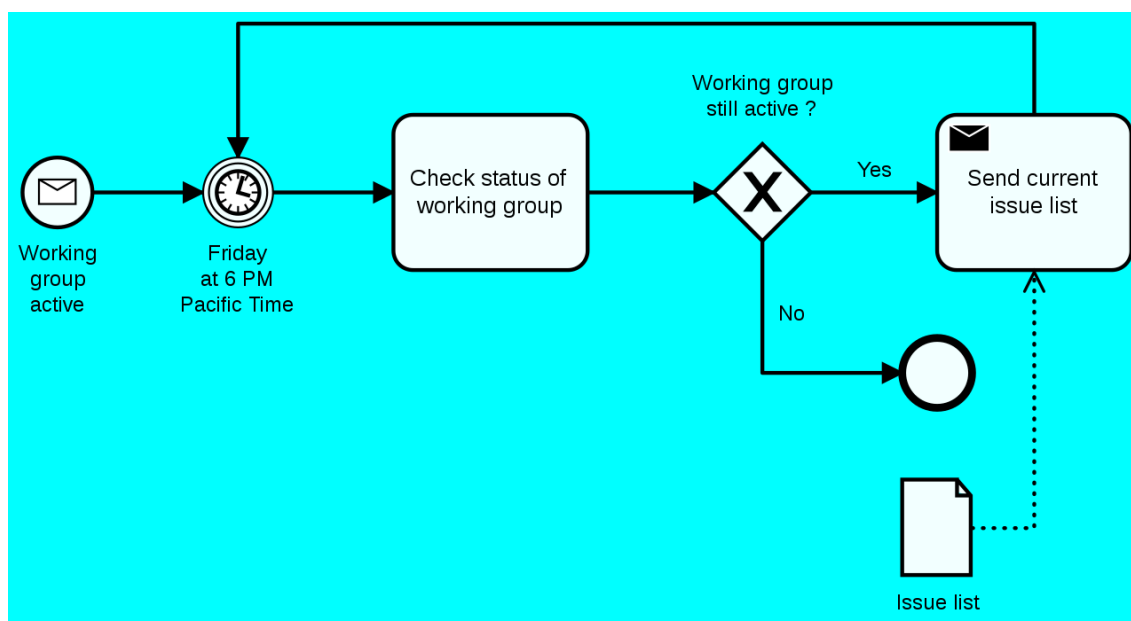 Working group
still active ?
Check status of
working group
Yes
Send current
issue list
Working
group
active
Friday
at 6 PM
Pacific Time
No
Issue list